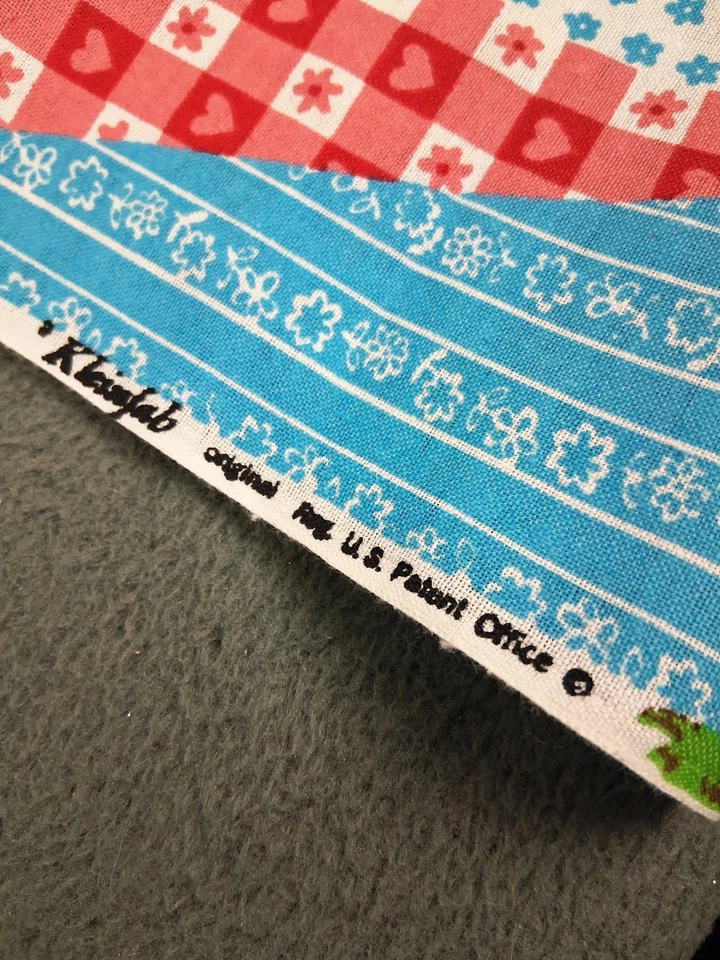 Kleinfab original Reg. U.S. Patent Office ©